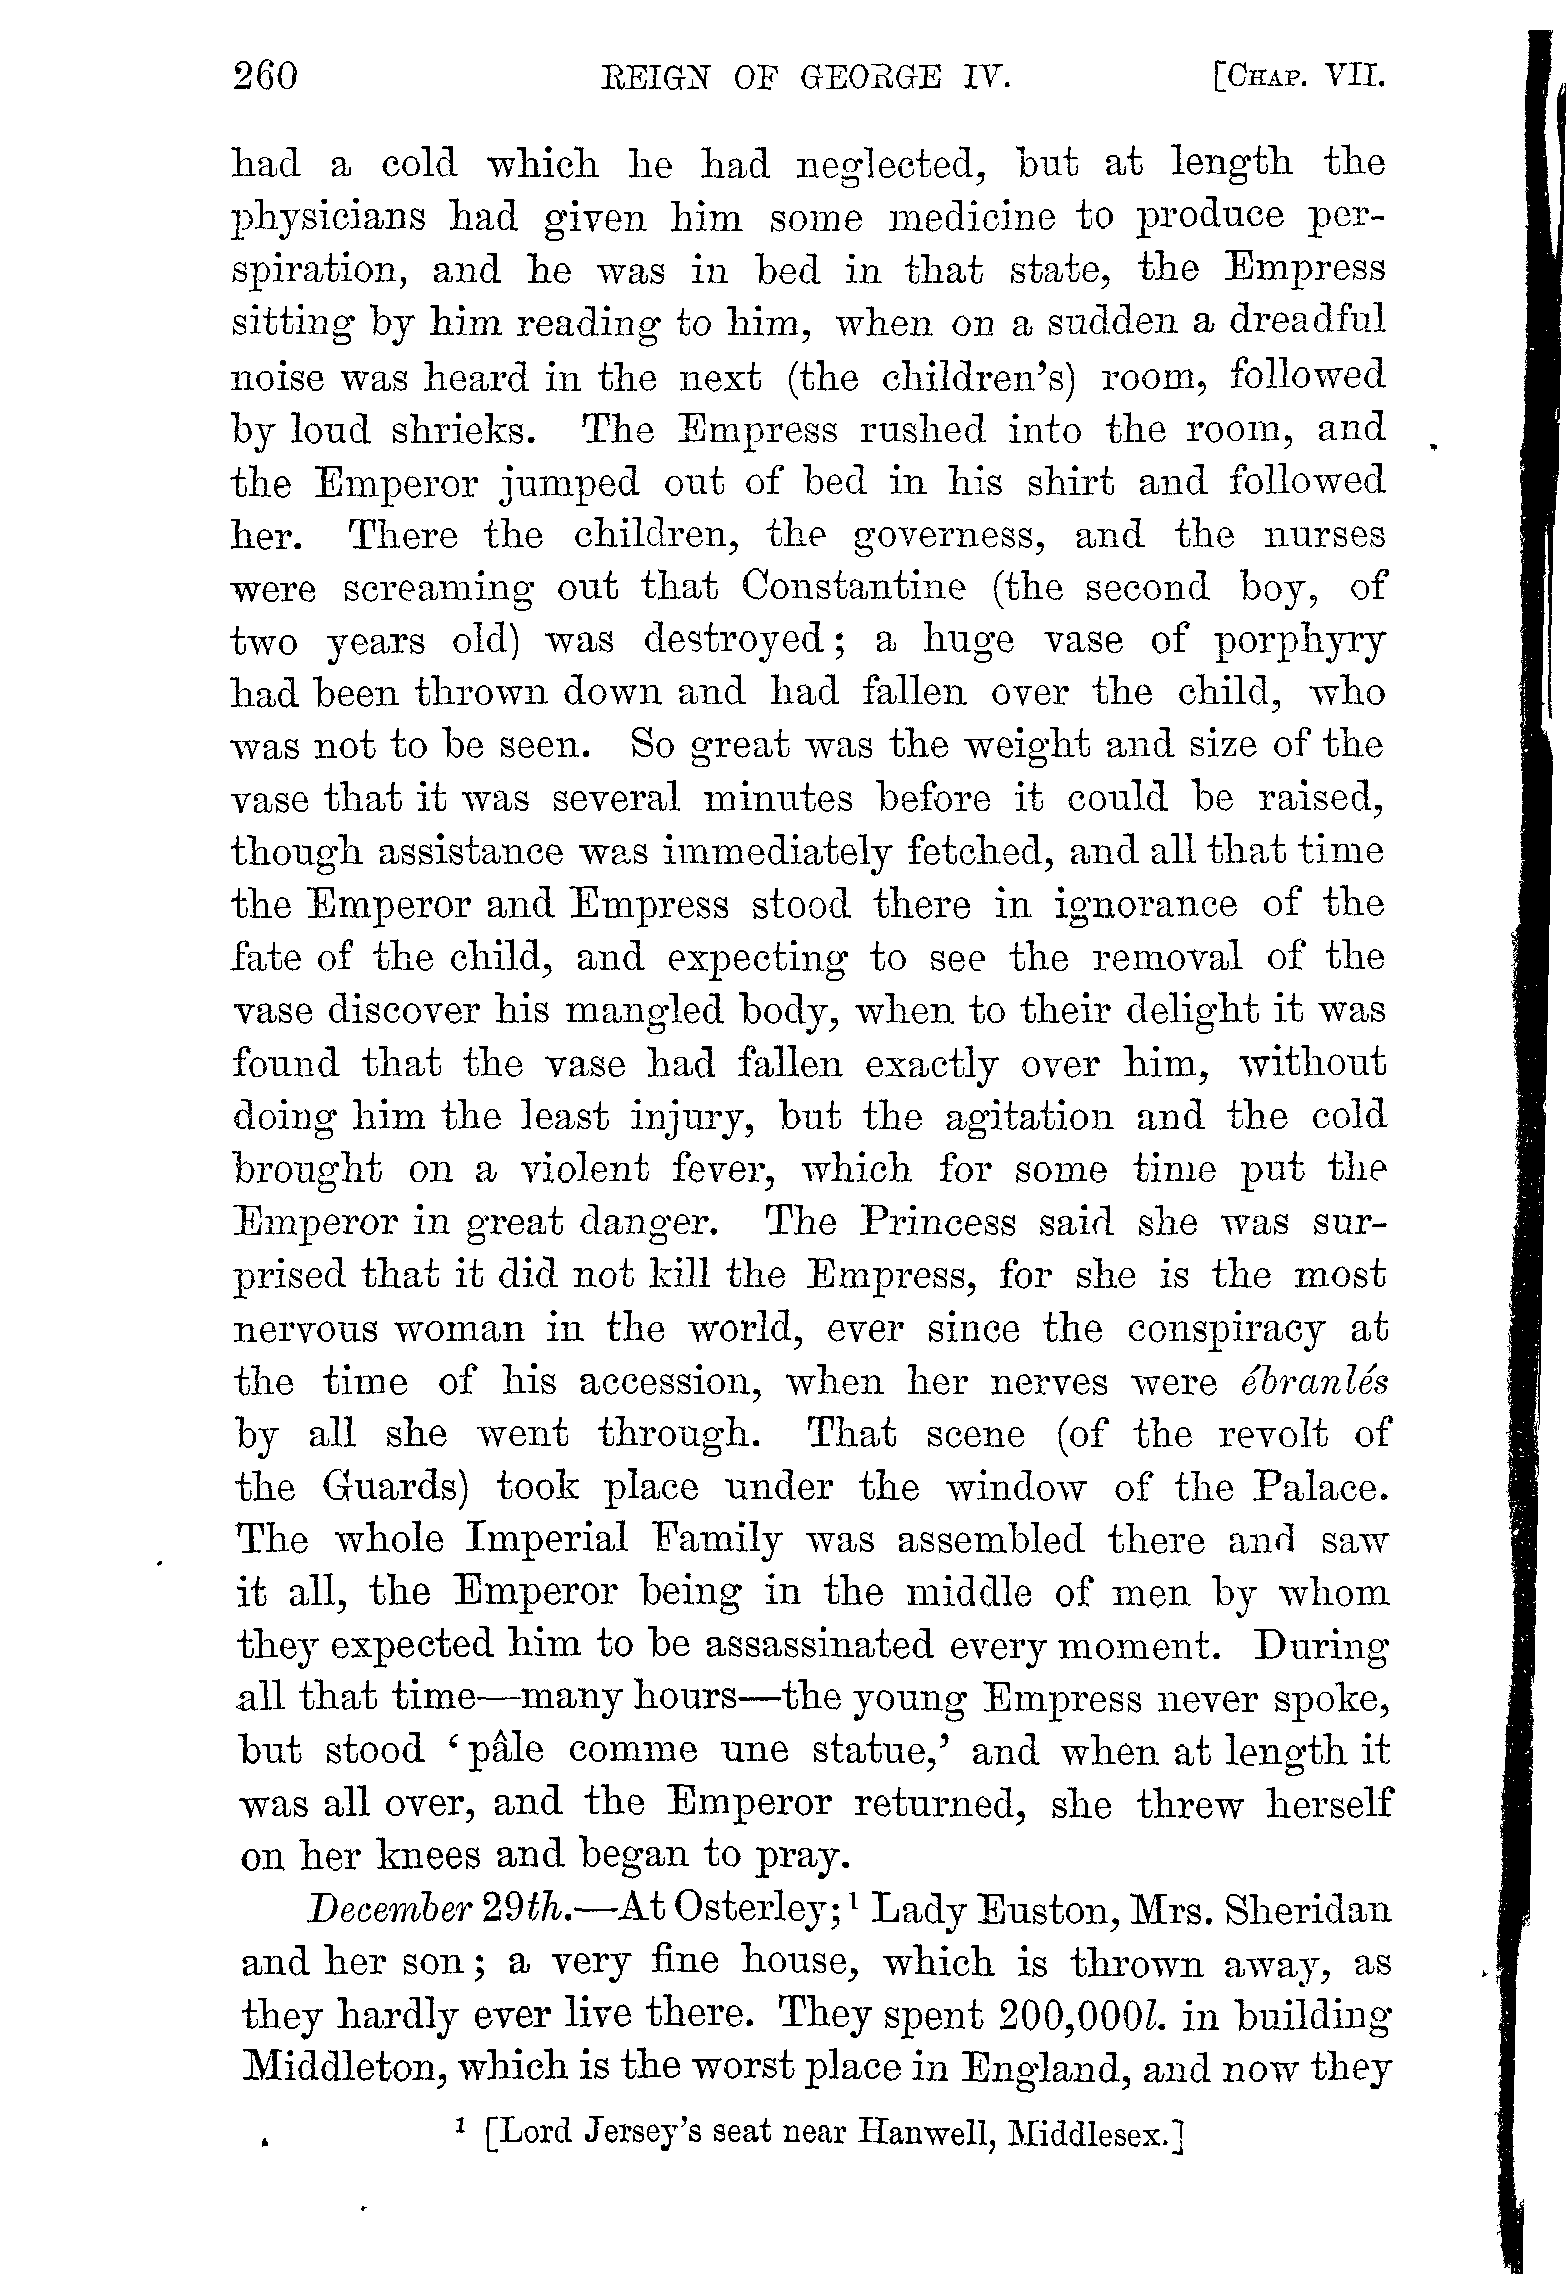 260 REIGN OF GEORGE IV. [CHAP. VII.
had a cold which he had neglected, but at length the
physicians had given him some medicine to produce per-
spiration, and he was in bed in that state, the Empress
sitting by him reading to him, when on a sudden a dreadful
noise was heard in the next (the children's) room, followed
by loud shrieks. The Empress rushed into the room, and
the Emperor jumped out of bed in his shirt and followed
her. There the children, the governess, and the nurses
were screaming out that Constantine (the second boy, of
two years old) was destroyed; a huge vase of porphyry
had been thrown down and had fallen over the child, who
was not to be seen. So great was the weight and size of the
vase that it was several minutes before it could be raised,
though assistance was immediately fetched, and all that time
the Emperor and Empress stood there in ignorance of the
fate of the child, and expecting to see the removal of the
vase discover his mangled body, when to their delight it was
found that the vase had fallen exactly over him, without
doing him the least injury, but the agitation and the cold
brought on a violent fever, which for some time put the
Emperor in great danger. The Princess said she was sur-
prised that it did not kill the Empress, for she is the most
nervous woman in the world, ever since the conspiracy at
the time of his accession, when her nerves were ébranlés
by all she went through. That scene (of the revolt of
the Guards) took place under the window of the Palace.
The whole Imperial Family was assembled there and saw
it all, the Emperor being in the middle of men by whom
they expected him to be assassinated every moment. During
all that time—many hours—the young Empress never spoke,
but stood ‘pâle comme une statue,’ and when at length it
was all over, and the Emperor returned, she threw herself
on her knees and began to pray.
December 29th.—At Osterley;¹ Lady Euston, Mrs. Sheridan
and her son; a very fine house, which is thrown away, as
they hardly ever live there. They spent 200,000l. in building
Middleton, which is the worst place in England, and now they
¹ [Lord Jersey's seat near Hanwell, Middlesex.]